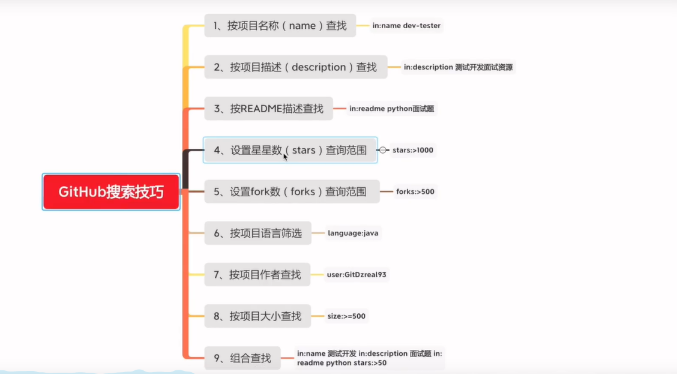 GitHub搜索技巧
1、按项目名称（name）查找
in:name dev-tester
2、按项目描述（description）查找
in:description 测试开发面试资源
3、按README描述查找
in:readme python面试题
4、设置星星数（stars）查询范围
stars:>1000
5、设置fork数（forks）查询范围
forks:>500
6、按项目语言筛选
language:java
7、按项目作者查找
user:GitDzreal93
8、按项目大小查找
size:>=500
9、组合查找
in:name 测试开发 in:description 面试题 in:
readme python stars:>50